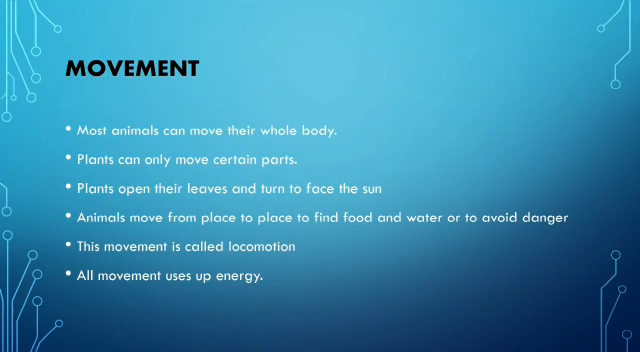 MOVEMENT
• Most animals can move their whole body.
• Plants can only move certain parts.
• Plants open their leaves and turn to face the sun
• Animals move from place to place to find food and water or to avoid danger
• This movement is called locomotion
• All movement uses up energy.